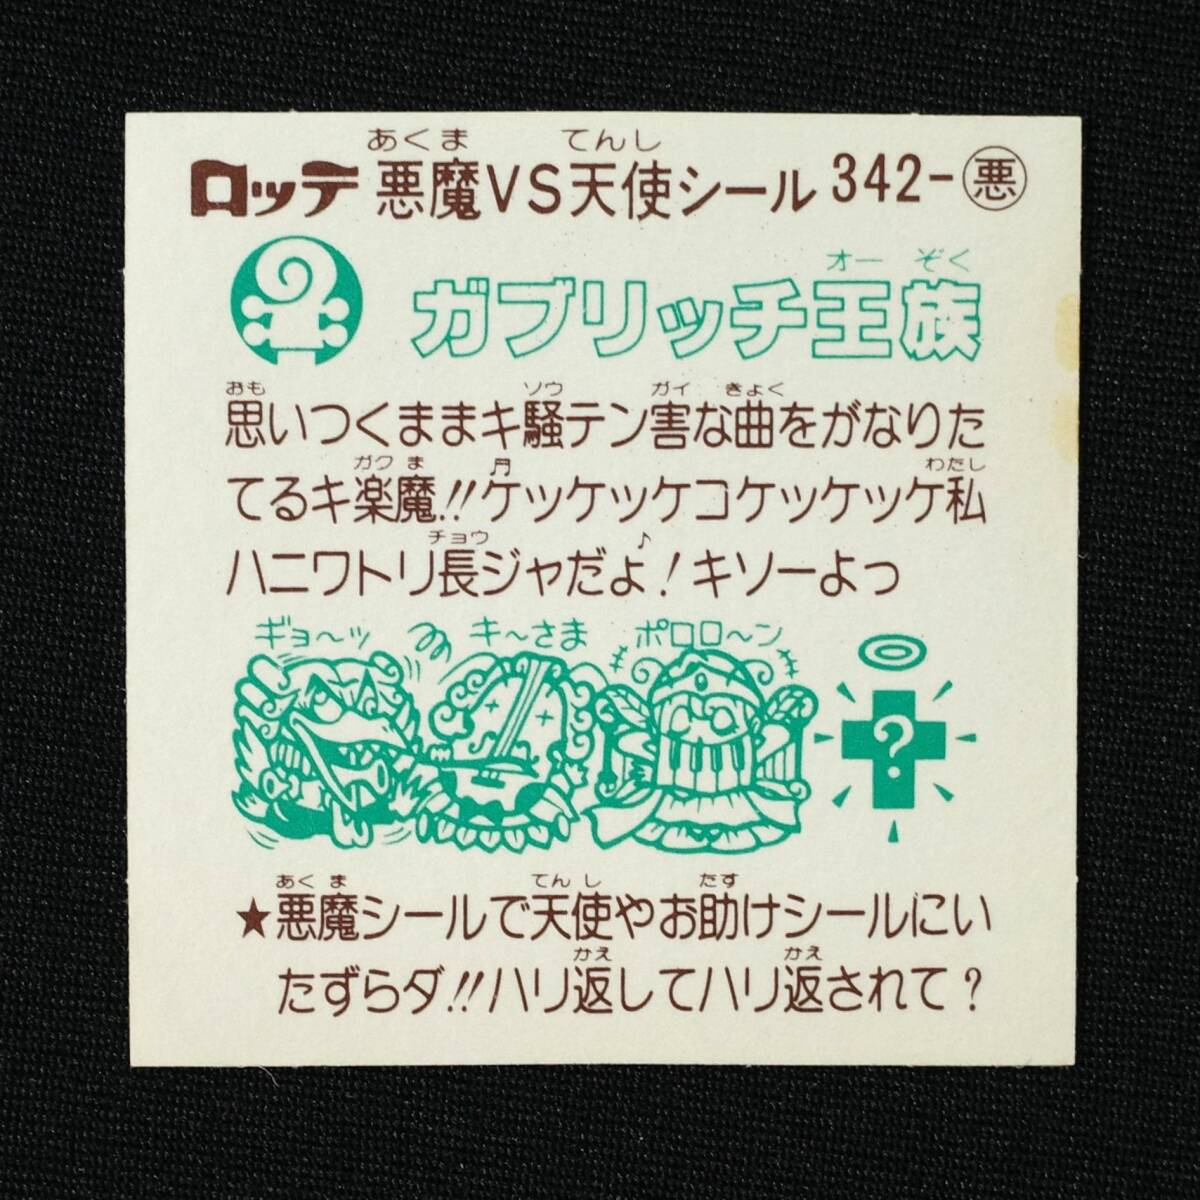 あくま てんし
ロッテ 悪魔VS天使シール 342-悪
オー ぞく
ガブリッチ王族
おも ソウ ガイ きょく
思いつくままキ騒テン害な曲をがなりた
ガク ま わたし
てるキ楽魔!!ケッケッケコケッケッケ私
チョウ ♪
ハニワトリ長ジャだよ!キソーよっ
ギョ〜ッ キ〜さま ポロロ〜ン
?
あく ま てん し たす
★悪魔シールで天使やお助けシールにい
かえ かえ
たずらダ!!ハリ返してハリ返されて?